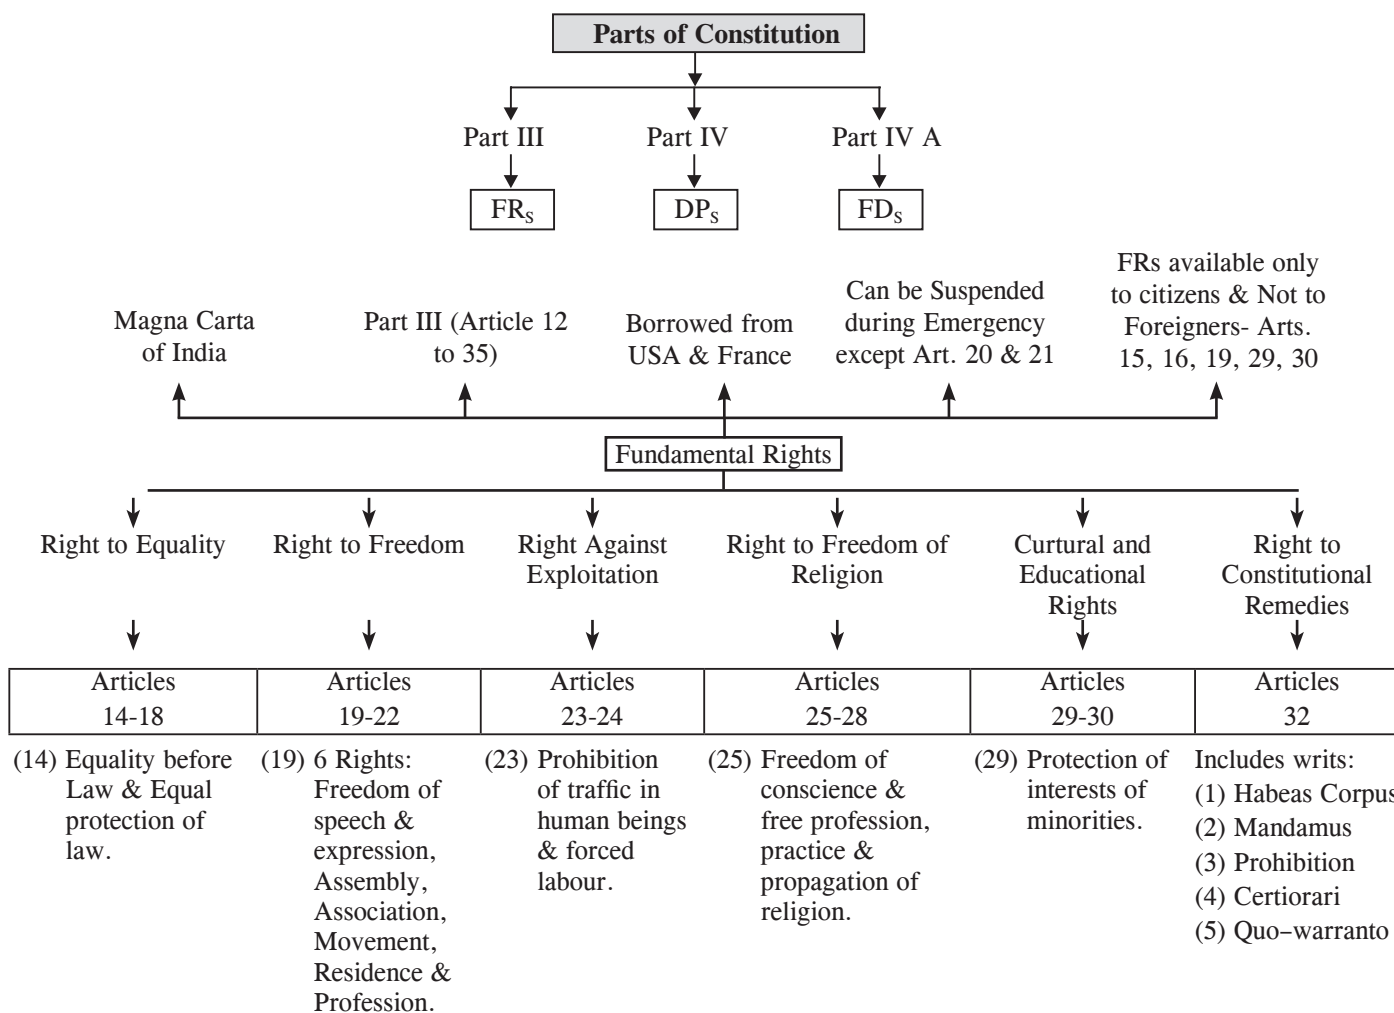 Parts of Constitution
Part III
Part IV
Part IV A
FRS
DPS
FDS
Magna Carta
of India
Part III (Article 12
to 35)
Borrowed from
USA & France
Can be Suspended
during Emergency
except Art. 20 & 21
FRs available only
to citizens & Not to
Foreigners- Arts.
15, 16, 19, 29, 30
Fundamental Rights
Right to Equality
Right to Freedom
Right Against
Exploitation
Right to Freedom of
Religion
Curtural and
Educational
Rights
Right to
Constitutional
Remedies
Articles
14-18
Articles
19-22
Articles
23-24
Articles
25-28
Articles
29-30
Articles
32
(14) Equality before
Law & Equal
protection of
law.
(19) 6 Rights:
Freedom of
speech &
expression,
Assembly,
Association,
Movement,
Residence &
Profession.
(23) Prohibition
of traffic in
human beings
& forced
labour.
(25) Freedom of
conscience &
free profession,
practice &
propagation of
religion.
(29) Protection of
interests of
minorities.
Includes writs:
(1) Habeas Corpus
(2) Mandamus
(3) Prohibition
(4) Certiorari
(5) Quo-warranto